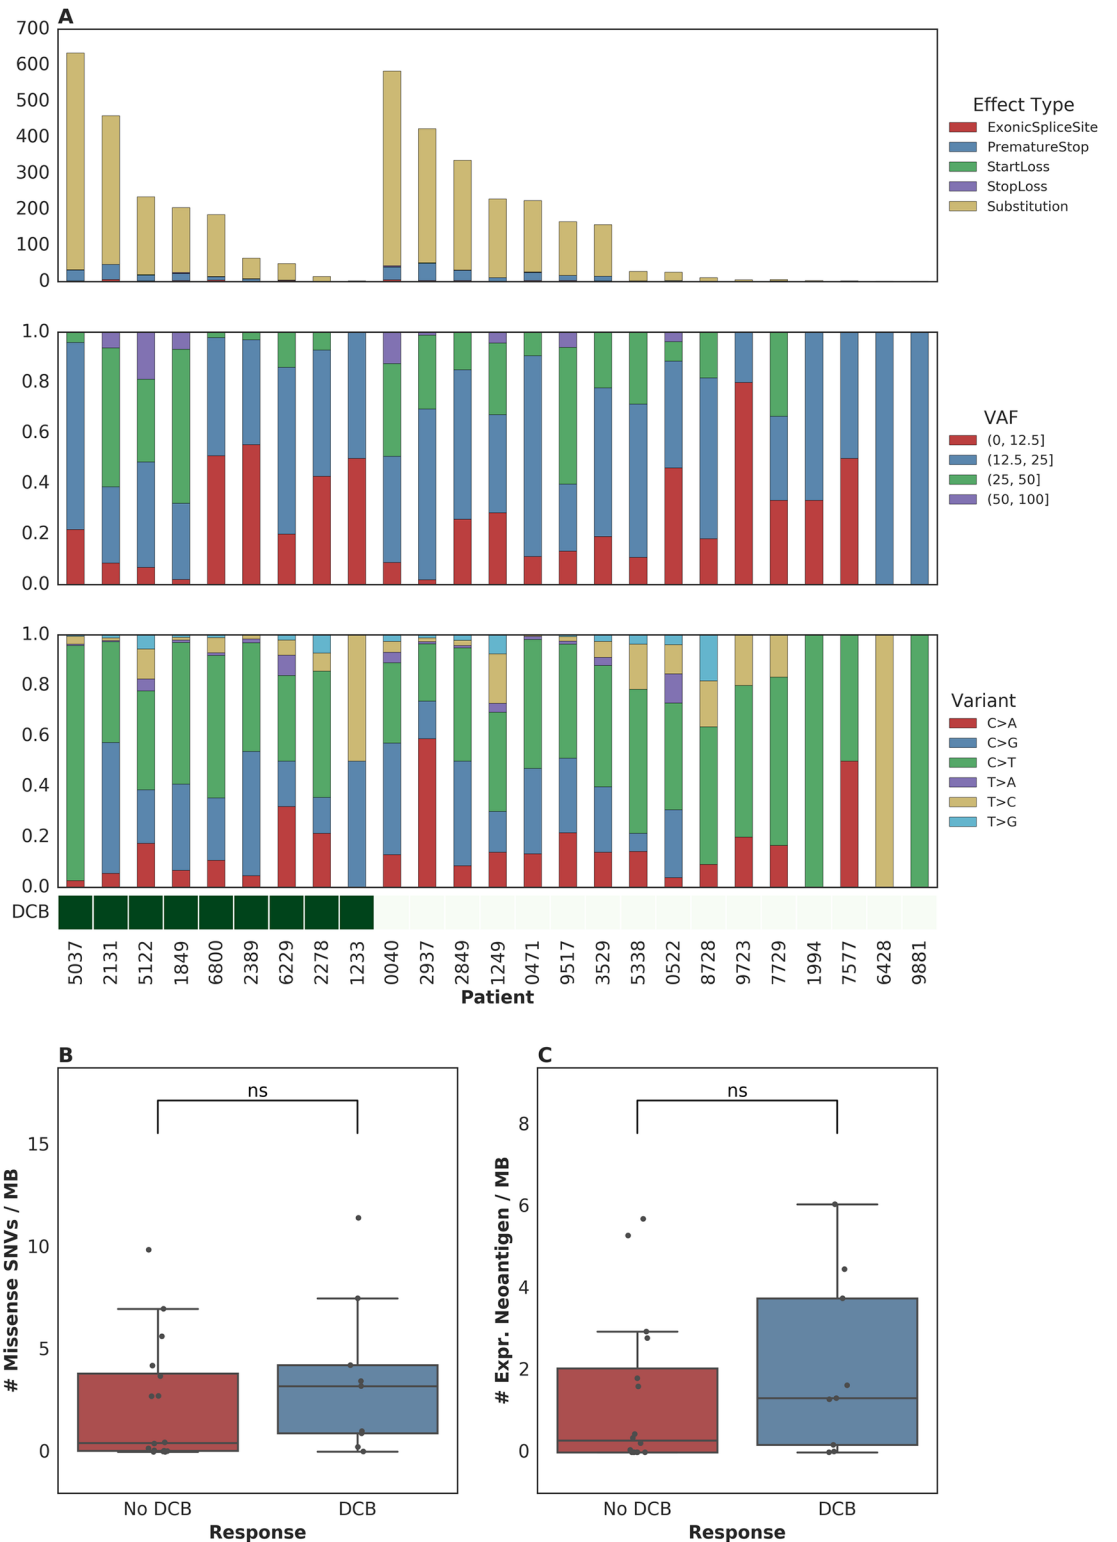 A
700
600
500
400
300
200
100
0
Effect Type
ExonicSpliceSite
PrematureStop
StartLoss
StopLoss
Substitution
1.0
0.8
0.6
0.4
0.2
0.0
VAF
(0, 12.5]
(12.5, 25]
(25, 50]
(50, 100]
1.0
0.8
0.6
0.4
0.2
0.0
Variant
C>A
C>G
C>T
T>A
T>C
T>G
DCB
5037 2131 5122 1849 6800 2389 6229 2278 1233 0040 2937 2849 1249 0471 9517 3529 5338 0522 8728 9723 7729 1994 7577 6428 9881
Patient
B
ns
# Missense SNVs / MB
15
10
5
0
No DCB DCB
Response
C
ns
# Expr. Neoantigen / MB
8
6
4
2
0
No DCB DCB
Response